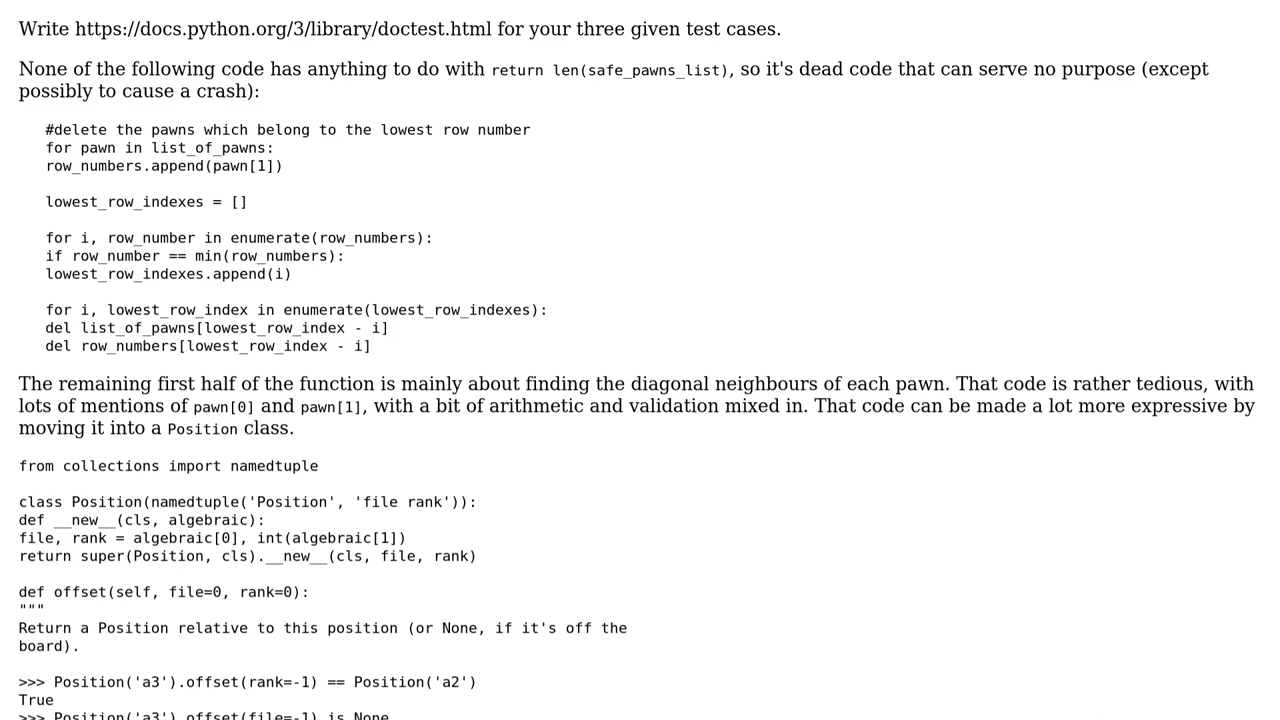 Write https://docs.python.org/3/library/doctest.html for your three given test cases.
None of the following code has anything to do with return len(safe_pawns_list), so it's dead code that can serve no purpose (except
possibly to cause a crash):
#delete the pawns which belong to the lowest row number
for pawn in list_of_pawns:
row_numbers.append(pawn[1])
lowest_row_indexes = []
for i, row_number in enumerate(row_numbers):
if row_number == min(row_numbers):
lowest_row_indexes.append(i)
for i, lowest_row_index in enumerate(lowest_row_indexes):
del list_of_pawns[lowest_row_index - i]
del row_numbers[lowest_row_index - i]
The remaining first half of the function is mainly about finding the diagonal neighbours of each pawn. That code is rather tedious, with
lots of mentions of pawn[0] and pawn[1], with a bit of arithmetic and validation mixed in. That code can be made a lot more expressive by
moving it into a Position class.
from collections import namedtuple
class Position(namedtuple('Position', 'file rank')):
def __new__(cls, algebraic):
file, rank = algebraic[0], int(algebraic[1])
return super(Position, cls).__new__(cls, file, rank)
def offset(self, file=0, rank=0):
"""
Return a Position relative to this position (or None, if it's off the
board).
>>> Position('a3').offset(rank=-1) == Position('a2')
True
>>> Position('a3').offset(file=-1) is None